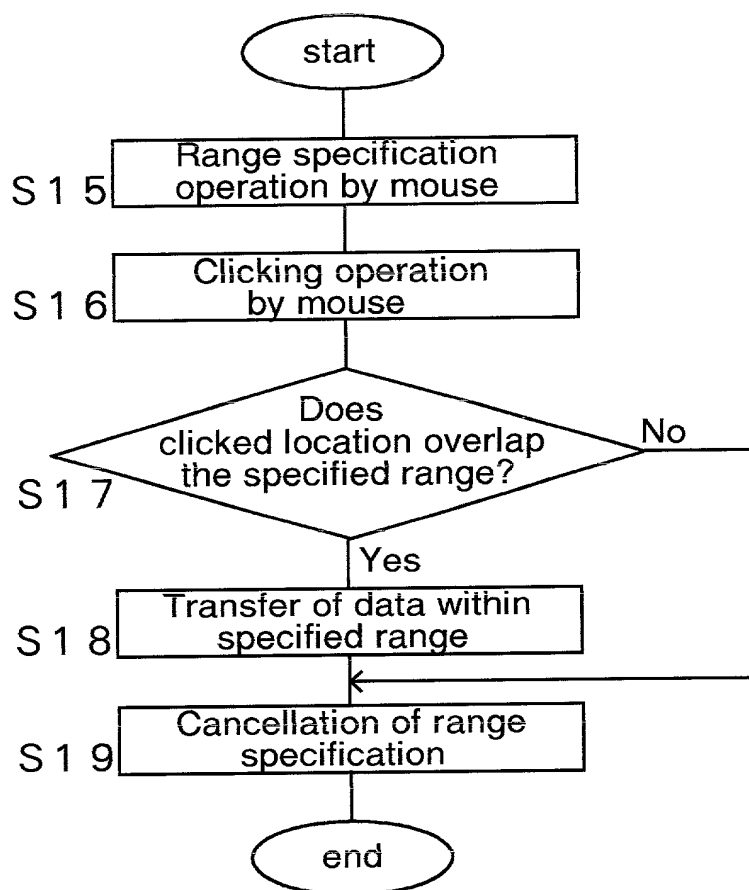 start
Range specification
operation by mouse
S15
Clicking operation
by mouse
S16
Does
clicked location overlap
the specified range?
No
S17
Yes
Transfer of data within
specified range
S18
Cancellation of range
specification
S19
end